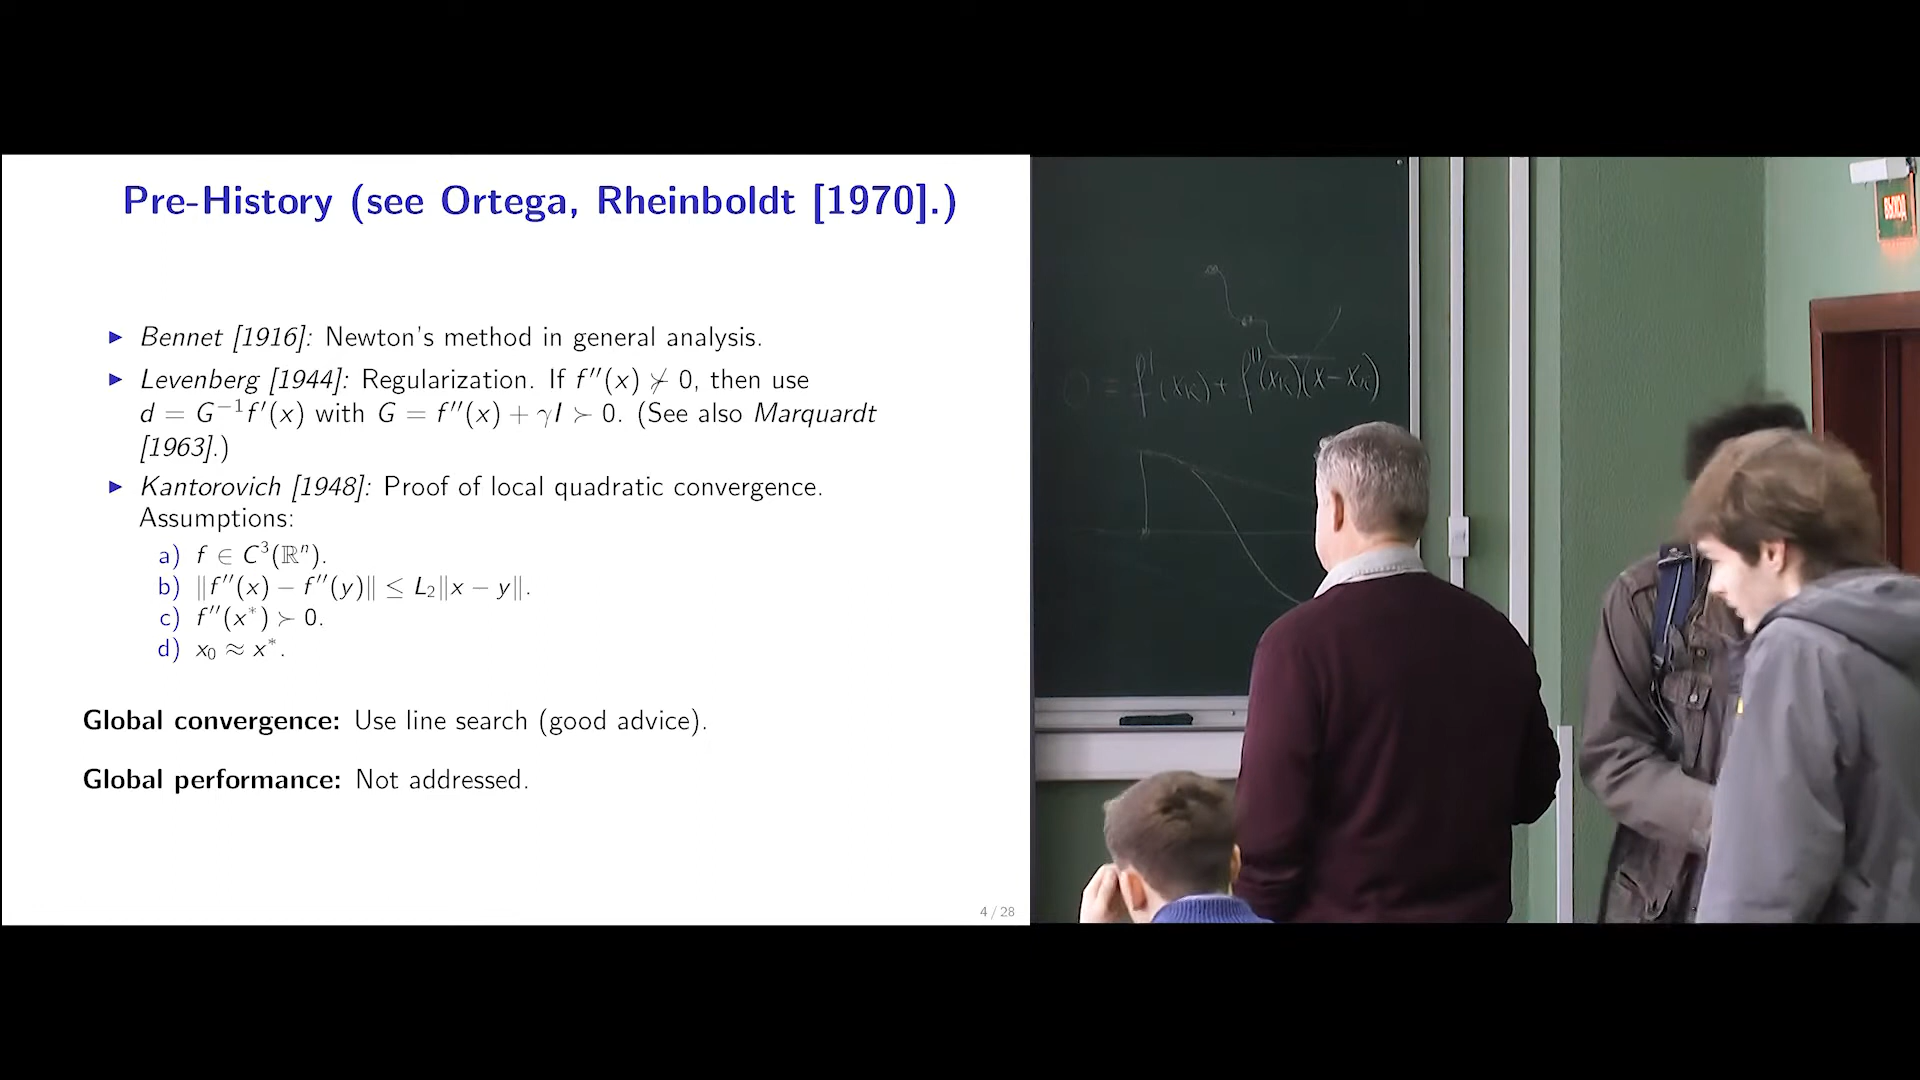 Pre-History (see Ortega, Rheinboldt [1970].)
▶ Bennet [1916]: Newton's method in general analysis.
▶ Levenberg [1944]: Regularization. If f′′(x) ⊁ 0, then use
d = G⁻¹f′(x) with G = f′′(x) + γI ≻ 0. (See also Marquardt
[1963].)
▶ Kantorovich [1948]: Proof of local quadratic convergence.
Assumptions:
a) f ∈ C³(ℝⁿ).
b) ‖f′′(x) − f′′(y)‖ ≤ L₂‖x − y‖.
c) f′′(x*) ≻ 0.
d) x₀ ≈ x*.
Global convergence: Use line search (good advice).
Global performance: Not addressed.
4 / 28
0 = f′(xₖ) + f′′(xₖ)(x − xₖ)
ВЫХОД